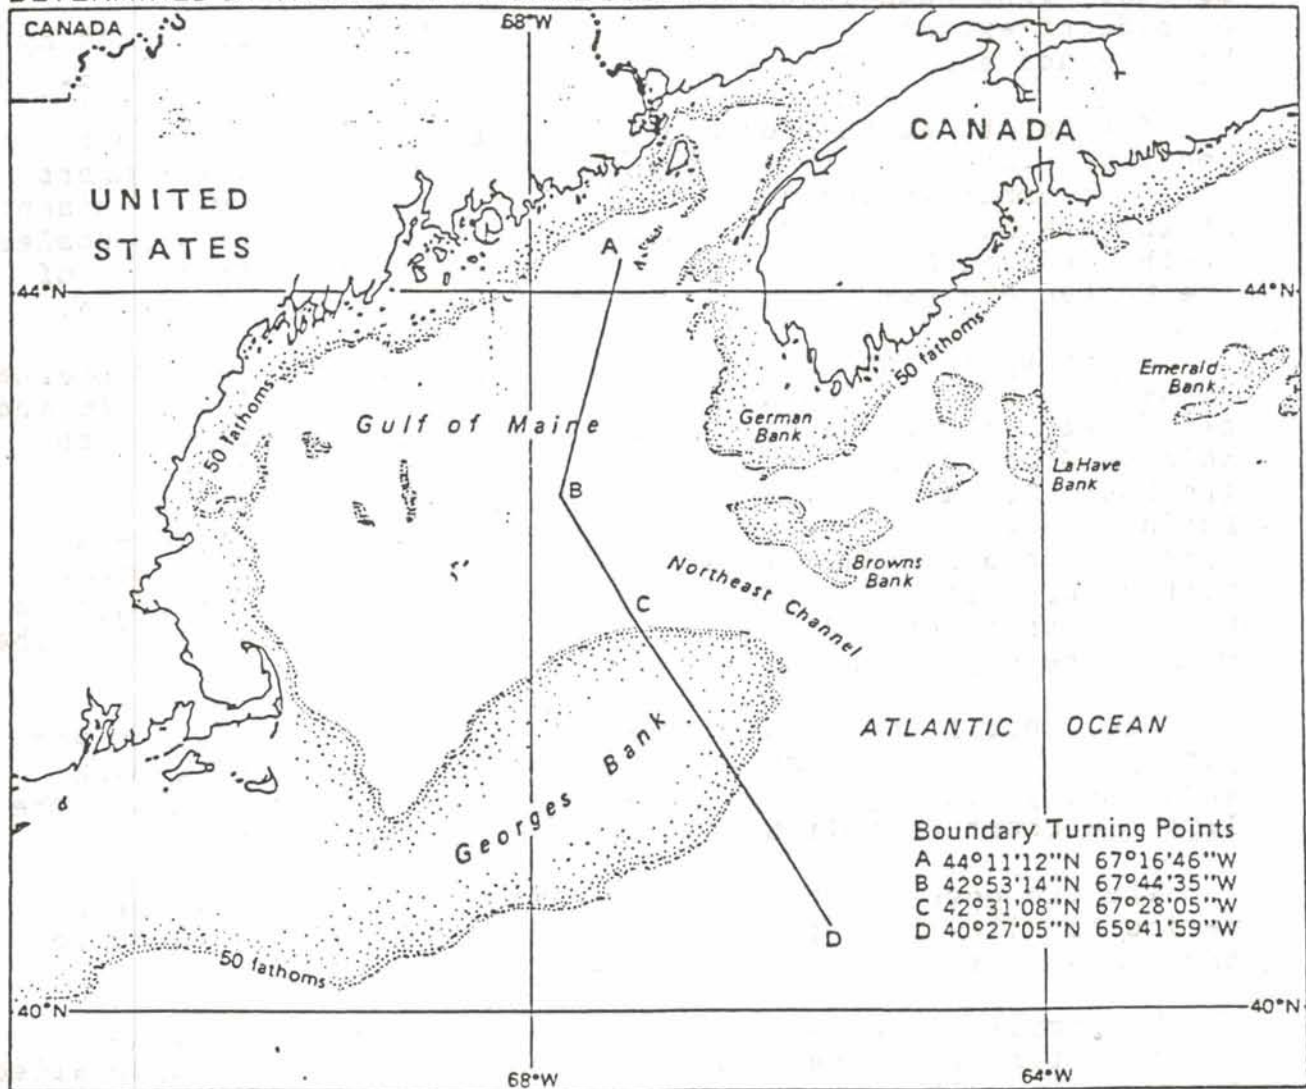 CANADA
68°W
CANADA
UNITED
STATES
A
44°N
44°N
50 fathoms
Emerald
Bank
Gulf of Maine
German
Bank
50 fathoms
LaHave
Bank
B
Browns
Bank
Northeast Channel
C
ATLANTIC OCEAN
Georges Bank
Boundary Turning Points
A 44°11'12"N 67°16'46"W
B 42°53'14"N 67°44'35"W
C 42°31'08"N 67°28'05"W
D 40°27'05"N 65°41'59"W
D
50 fathoms
40°N
40°N
68°W
64°W